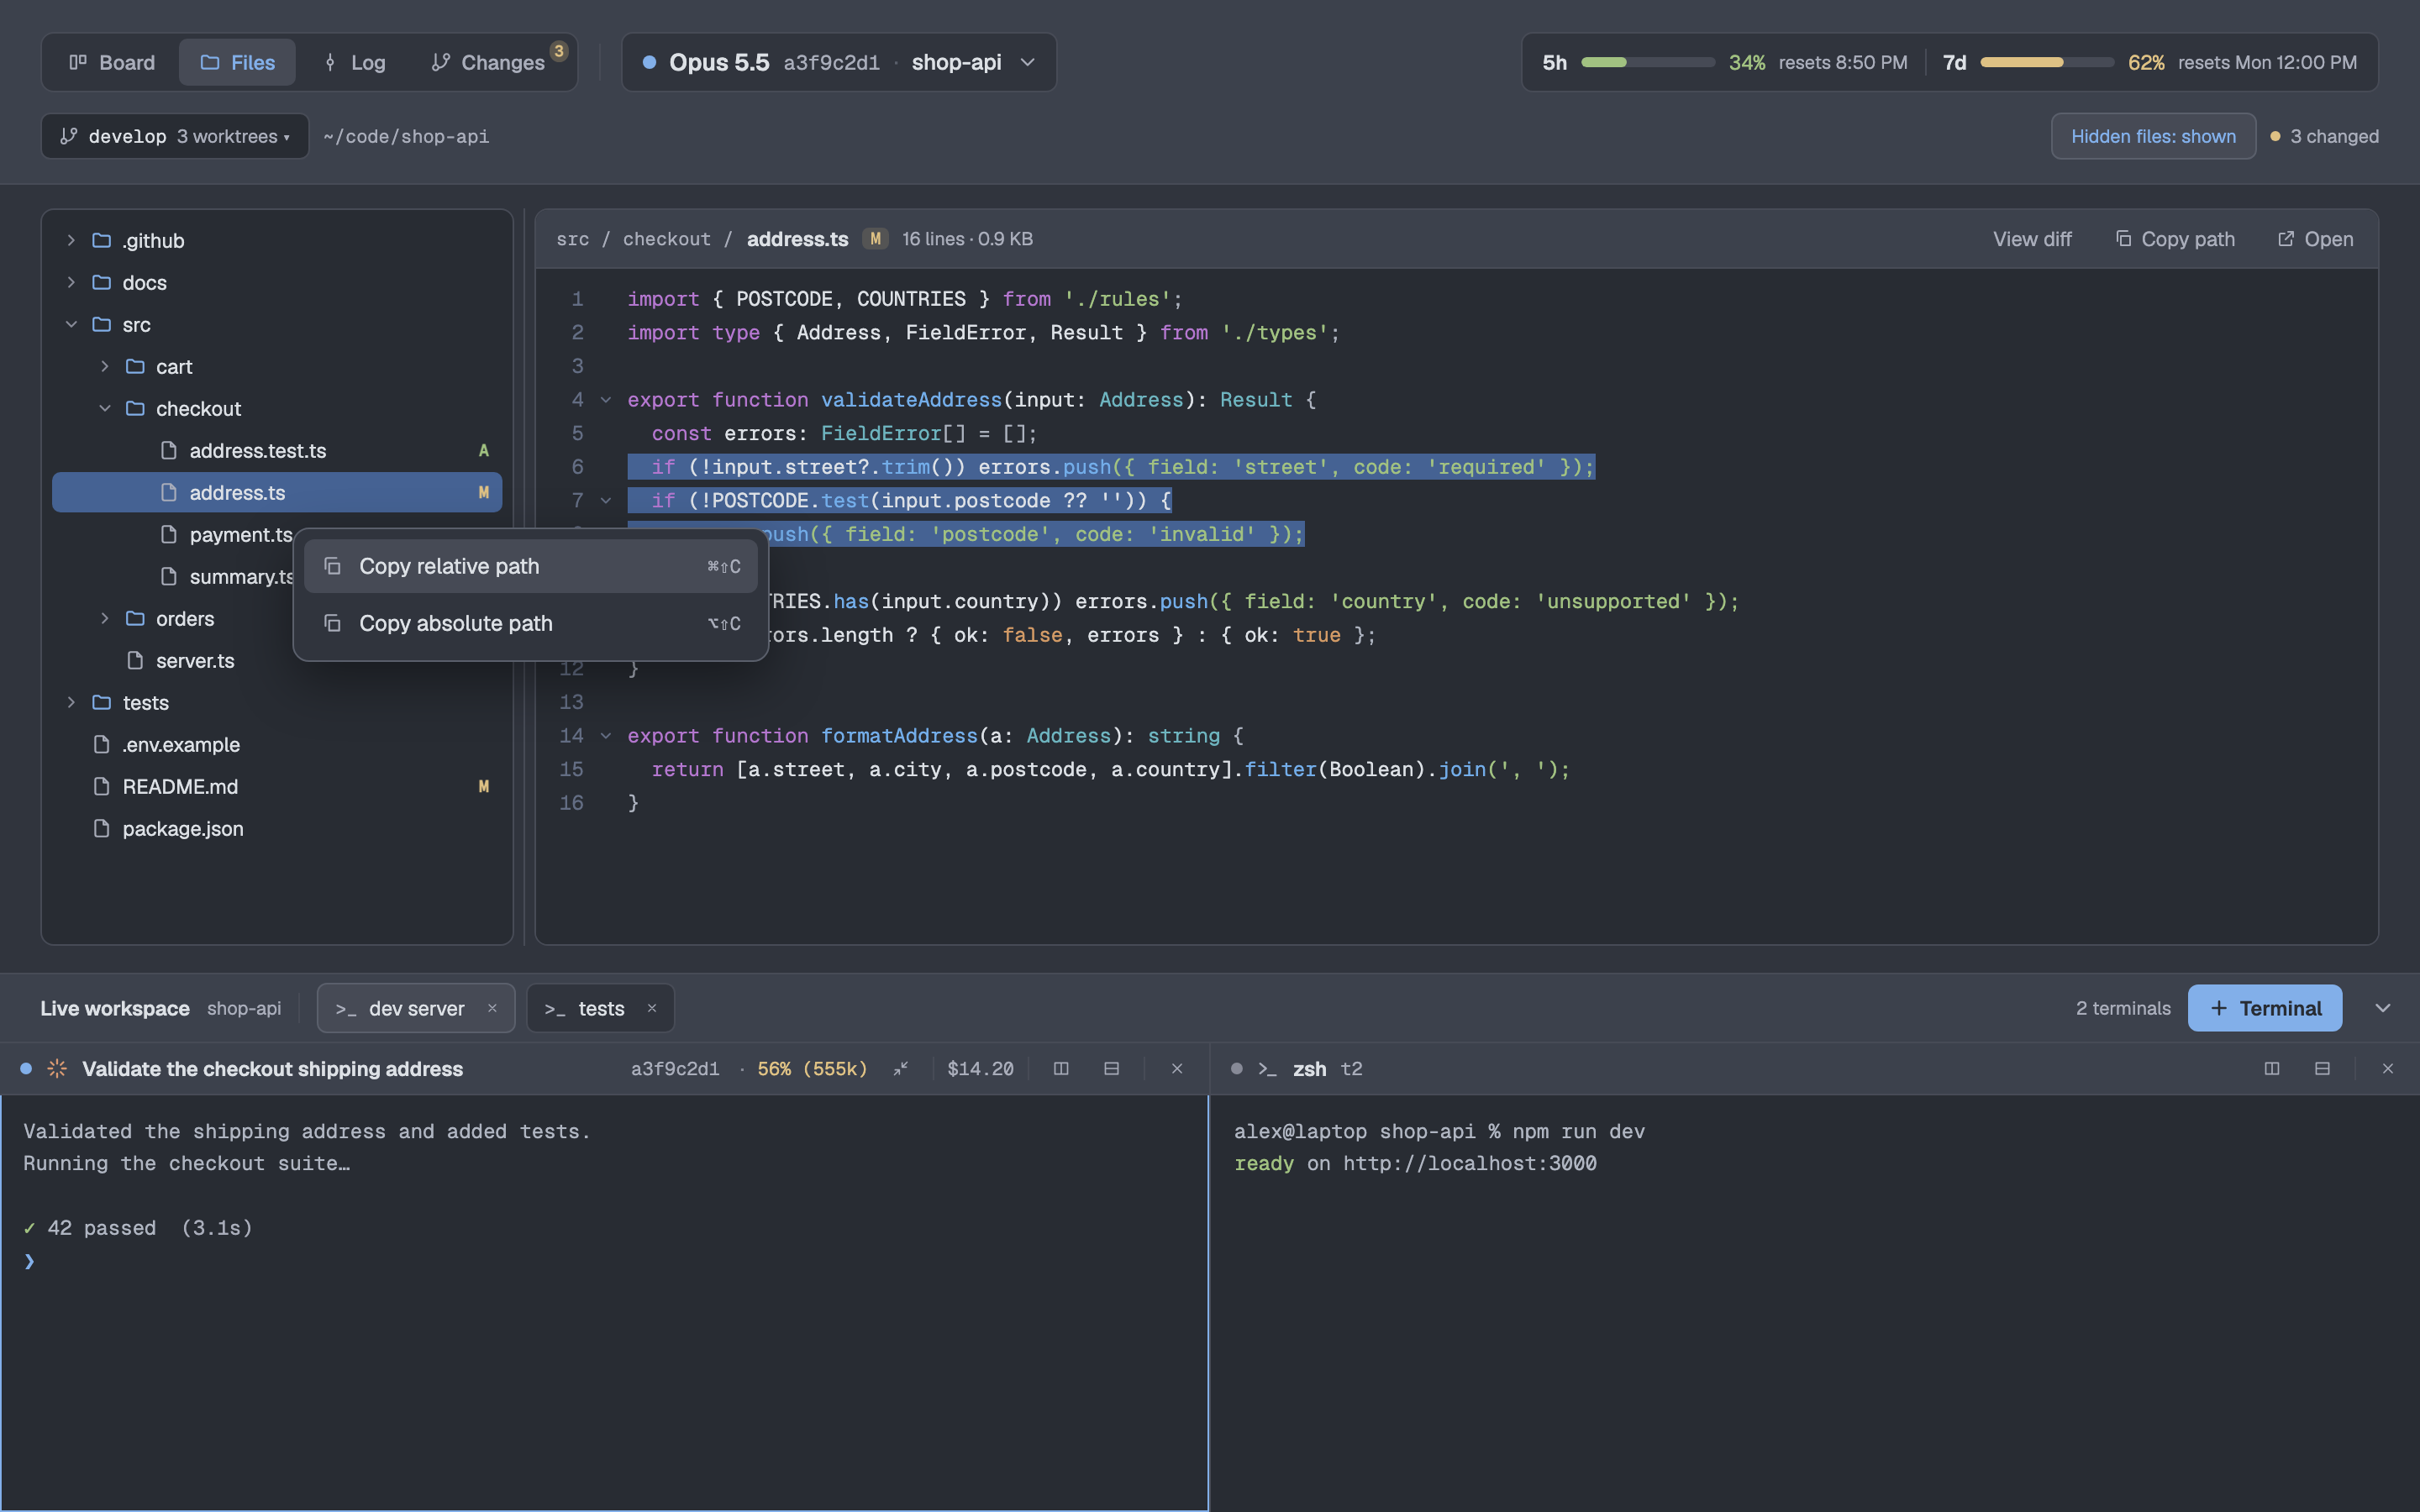 Board Files Log Changes 3 Opus 5.5 a3f9c2d1 · shop-api 5h 34% resets 8:50 PM 7d 62% resets Mon 12:00 PM
develop 3 worktrees ▾ ~/code/shop-api Hidden files: shown 3 changed
.github
docs
src
cart
checkout
address.test.ts A
address.ts M
payment.ts
summary.ts
orders
server.ts
tests
.env.example
README.md M
package.json
Copy relative path ⌘⇧C
Copy absolute path ⌥⇧C
src / checkout / address.ts M 16 lines · 0.9 KB View diff Copy path Open
1 import { POSTCODE, COUNTRIES } from './rules';
2 import type { Address, FieldError, Result } from './types';
3
4 export function validateAddress(input: Address): Result {
5 const errors: FieldError[] = [];
6 if (!input.street?.trim()) errors.push({ field: 'street', code: 'required' });
7 if (!POSTCODE.test(input.postcode ?? '')) {
push({ field: 'postcode', code: 'invalid' });
RIES.has(input.country)) errors.push({ field: 'country', code: 'unsupported' });
rors.length ? { ok: false, errors } : { ok: true };
12 }
13
14 export function formatAddress(a: Address): string {
15 return [a.street, a.city, a.postcode, a.country].filter(Boolean).join(', ');
16 }
Live workspace shop-api >_ dev server × >_ tests × 2 terminals + Terminal
Validate the checkout shipping address a3f9c2d1 · 56% (555k) $14.20 ×
Validated the shipping address and added tests.
Running the checkout suite…
✓ 42 passed (3.1s)
❯
>_ zsh t2 ×
alex@laptop shop-api % npm run dev
ready on http://localhost:3000